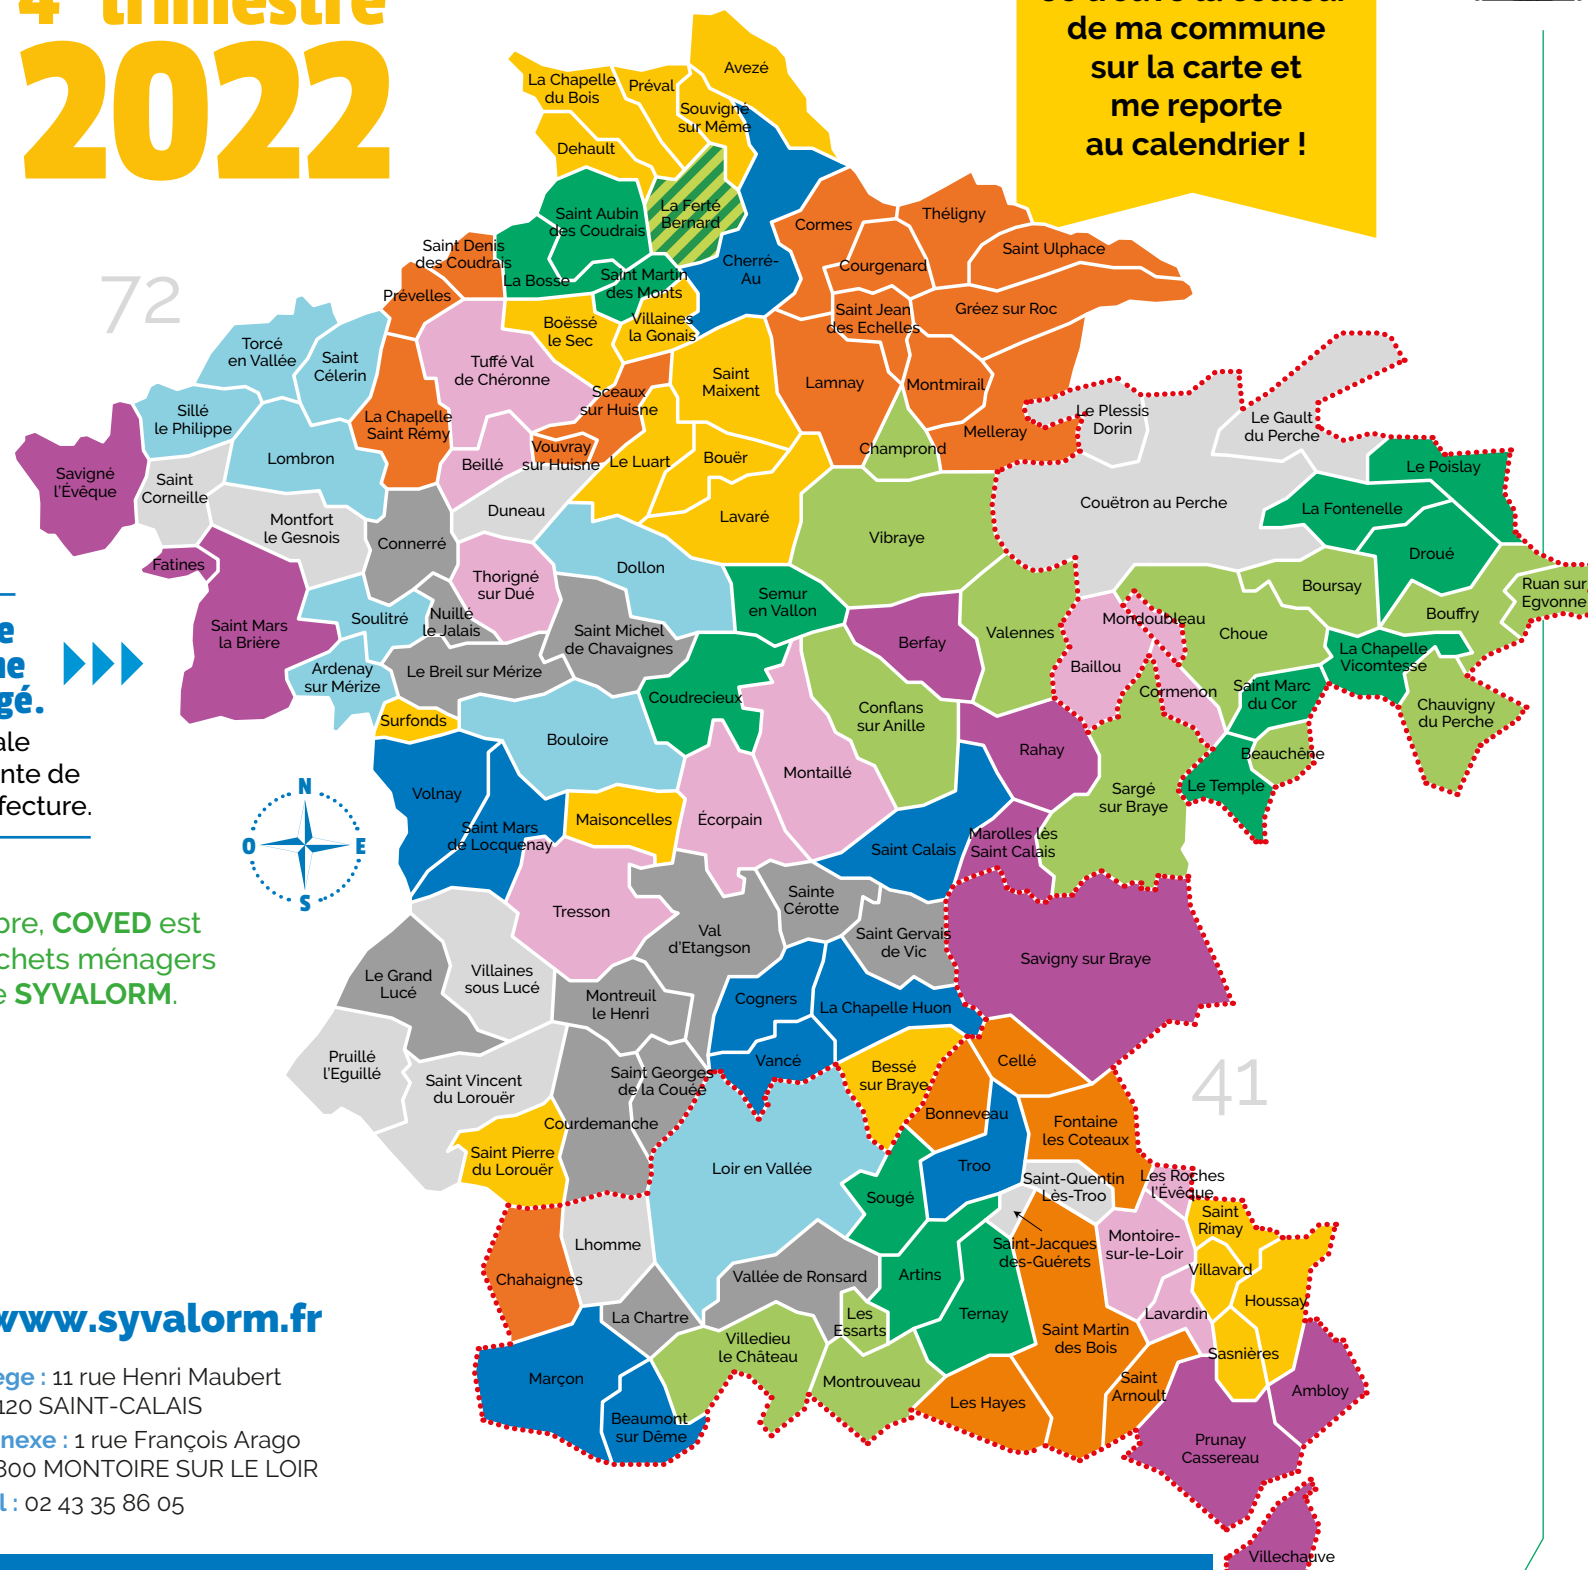 4e trimestre
2022
de ma commune
sur la carte et
me reporte
au calendrier !
72
41
La Chapelle
du Bois
Préval
Avezé
Souvigné
sur Même
Dehault
Saint Aubin
des Coudrais
La Ferté
Bernard
Cherré-
Au
Cormes
Théligny
Saint Ulphace
Courgenard
Saint Denis
des Coudrais
La Bosse
Saint Martin
des Monts
Prévelles
Boëssé
le Sec
Villaines
la Gonais
Saint Jean
des Echelles
Gréez sur Roc
Torcé
en Vallée
Saint
Célerin
Tuffé Val
de Chéronne
Sceaux
sur Huisne
Saint
Maixent
Lamnay
Montmirail
Melleray
Le Plessis
Dorin
Le Gault
du Perche
Sillé
le Philippe
La Chapelle
Saint Rémy
Beillé
Vouvray
sur Huisne
Le Luart
Bouër
Champrond
Savigné
l'Évêque
Saint
Corneille
Lombron
Duneau
Lavaré
Vibraye
Couëtron au Perche
Le Poislay
La Fontenelle
Droué
Montfort
le Gesnois
Connerré
Fatines
Thorigné
sur Dué
Dollon
Semur
en Vallon
Boursay
Bouffry
Ruan sur
Egvonne
Saint Mars
la Brière
Soulitré
Nuillé
le Jalais
Saint Michel
de Chavaignes
Berfay
Valennes
Mondoubleau
Choue
La Chapelle
Vicomtesse
Ardenay
sur Mérize
Le Breil sur Mérize
Coudrecieux
Baillou
Cormenon
Saint Marc
du Cor
Chauvigny
du Perche
Surfonds
Bouloire
Conflans
sur Anille
Rahay
Beauchêne
Le Temple
Volnay
Saint Mars
de Locquenay
Maisoncelles
Écorpain
Montaillé
Saint Calais
Sargé
sur Braye
Marolles lès
Saint Calais
Tresson
Val
d'Etangson
Sainte
Cérotte
Saint Gervais
de Vic
Savigny sur Braye
Le Grand
Lucé
Villaines
sous Lucé
Montreuil
le Henri
Cogners
La Chapelle Huon
Vancé
Pruillé
l'Eguillé
Saint Vincent
du Lorouër
Saint Georges
de la Couée
Courdemanche
Bessé
sur Braye
Cellé
Bonneveau
Fontaine
les Coteaux
Saint Pierre
du Lorouër
Loir en Vallée
Troo
Sougé
Saint-Quentin
Lès-Troo
Les Roches
l'Évêque
Saint
Rimay
Lhomme
Chahaignes
Saint-Jacques
des-Guérets
Montoire-
sur-le-Loir
Villavard
Houssay
Vallée de Ronsard
Artins
La Chartre
Les
Essarts
Ternay
Lavardin
Saint Martin
des Bois
Sasnières
Villedieu
le Château
Marçon
Montrouveau
Les Hayes
Saint
Arnoult
Ambloy
Beaumont
sur Dême
Prunay
Cassereau
Villechauve
N
O
E
S
gé.
ale
nte de
fecture.
bre, COVED est
chets ménagers
e SYVALORM.
www.syvalorm.fr
ège : 11 rue Henri Maubert
120 SAINT-CALAIS
nexe : 1 rue François Arago
800 MONTOIRE SUR LE LOIR
l : 02 43 35 86 05